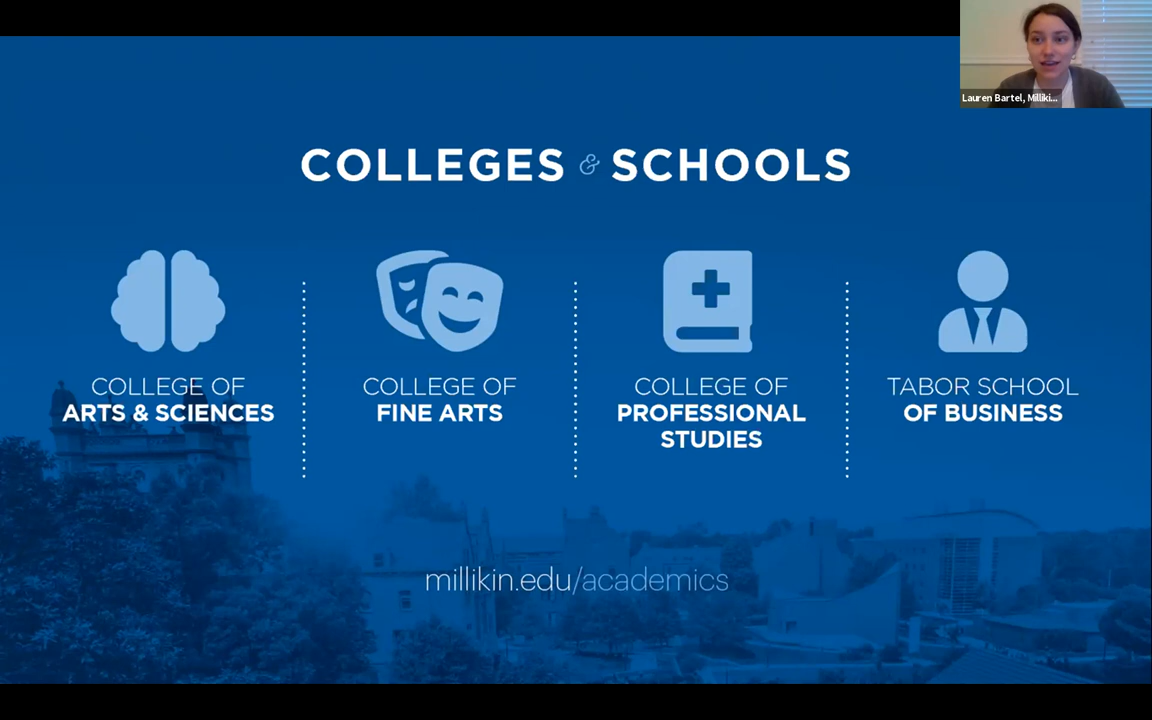 Lauren Bartel, Milliki...
COLLEGES & SCHOOLS
COLLEGE OF
ARTS & SCIENCES
COLLEGE OF
FINE ARTS
COLLEGE OF
PROFESSIONAL
STUDIES
TABOR SCHOOL
OF BUSINESS
millikin.edu/academics